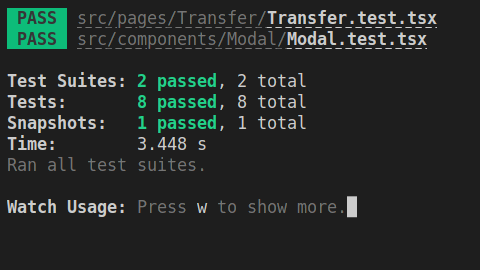 PASS src/pages/Transfer/Transfer.test.tsx
PASS src/components/Modal/Modal.test.tsx
Test Suites: 2 passed, 2 total
Tests: 8 passed, 8 total
Snapshots: 1 passed, 1 total
Time: 3.448 s
Ran all test suites.
Watch Usage: Press w to show more.